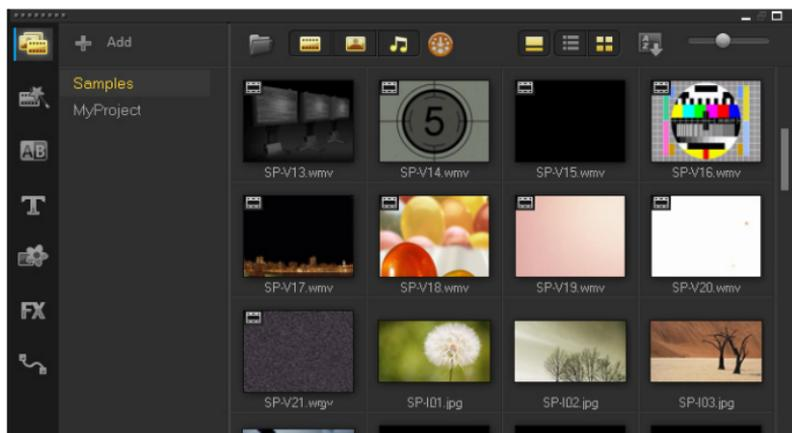 Add
Samples
MyProject
AB
T
FX
A
Z
5
SP-V13.wmv
SP-V14.wmv
SP-V15.wmv
SP-V16.wmv
SP-V17.wmv
SP-V18.wmv
SP-V19.wmv
SP-V20.wmv
SP-V21.wmv
SP-I01.jpg
SP-I02.jpg
SP-I03.jpg